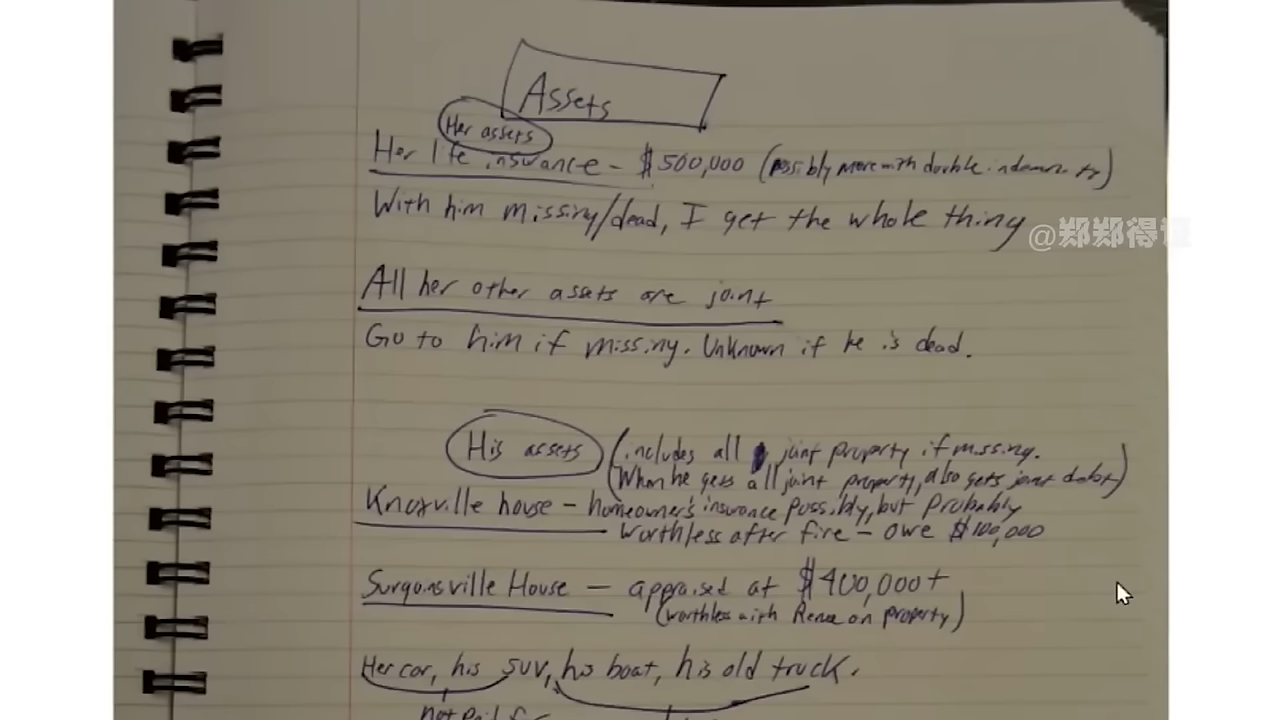 Assets
Her assets
Her life insurance - $500,000 (possibly more with double indemnity)
With him missing/dead, I get the whole thing
@郑郑得
All her other assets are joint
Go to him if missing. Unknown if he is dead.
His assets (includes all joint property if missing.
When he gets all joint property, also gets joint debt)
Knoxville house - homeowner's insurance possibly, but probably
worthless after fire - owe $100,000
Surgoinsville House - appraised at $400,000+
(worthless with Renee on property)
Her car, his SUV, his boat, his old truck.
not paid for